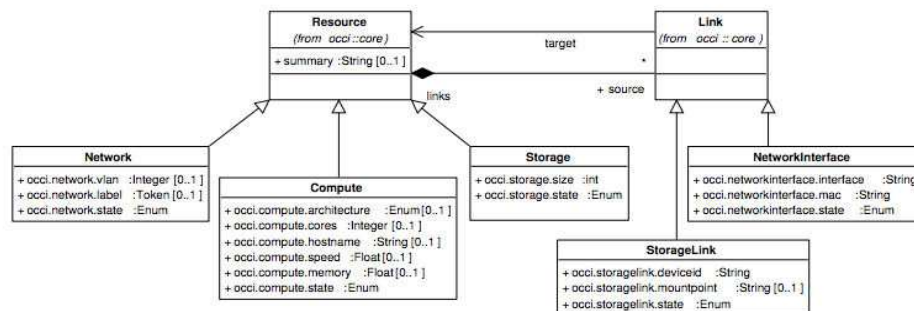 Resource
(from occi::core)
+ summary :String [0..1 ]
Link
(from occi :: core )
target
*
links
+ source
Network
+ occi.network.vlan :Integer [0..1 ]
+ occi.network.label :Token [0..1 ]
+ occi.network.state :Enum
Compute
+ occi.compute.architecture :Enum[0..1 ]
+ occi.compute.cores :Integer [0..1 ]
+ occi.compute.hostname :String [0..1 ]
+ occi.compute.speed :Float[0..1 ]
+ occi.compute.memory :Float[0..1 ]
+ occi.compute.state :Enum
Storage
+ occi.storage.size :int
+ occi.storage.state :Enum
NetworkInterface
+ occi.networkinterface.interface :String
+ occi.networkinterface.mac :String
+ occi.networkinterface.state :Enum
StorageLink
+ occi.storagelink.deviceid :String
+ occi.storagelink.mountpoint :String [0..1 ]
+ occi.storagelink.state :Enum